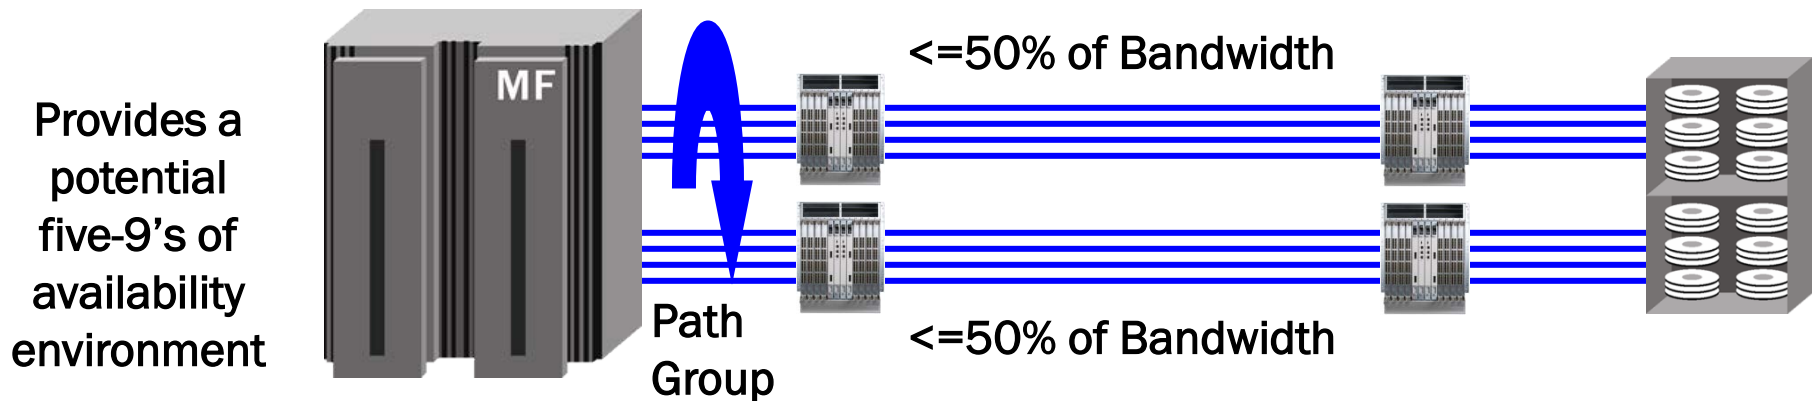 Provides a
potential
five-9’s of
availability
environment
MF
<=50% of Bandwidth
Path
Group
<=50% of Bandwidth